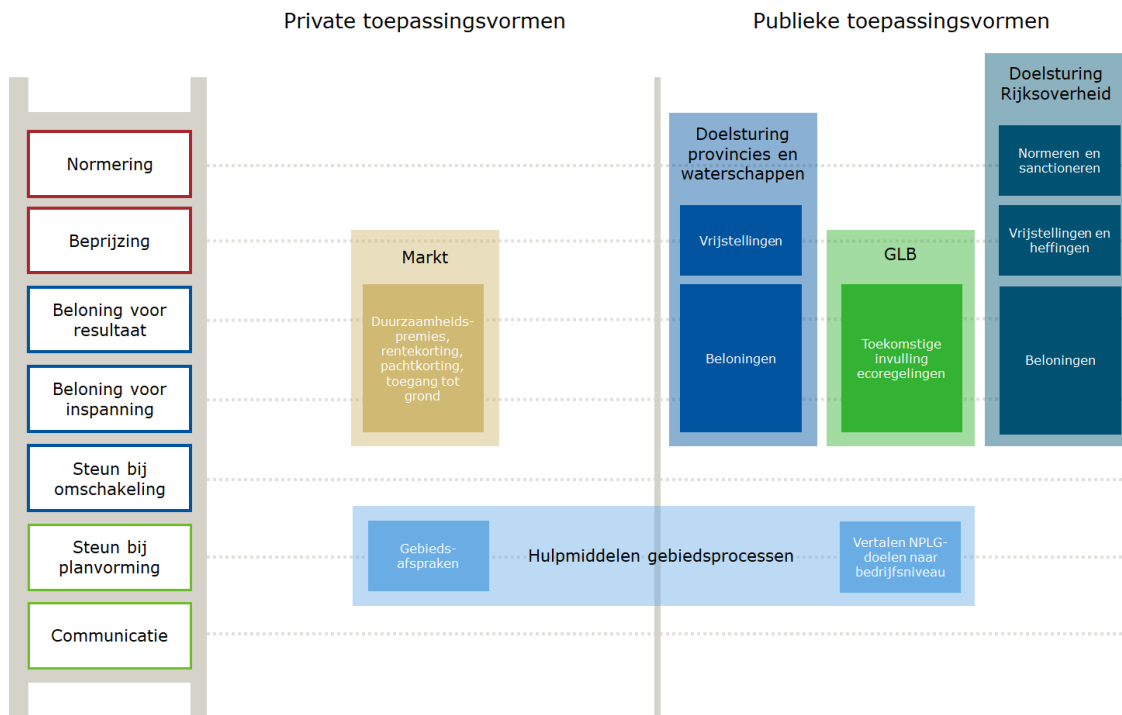 Private toepassingsvormen
Publieke toepassingsvormen
Normering
Beprijzing
Beloning voor
resultaat
Beloning voor
inspanning
Steun bij
omschakeling
Steun bij
planvorming
Communicatie
Markt
Duurzaamheids-
premies,
rentekorting,
pachtkorting,
toegang tot
grond
Doelsturing
provincies en
waterschappen
Vrijstellingen
Beloningen
GLB
Toekomstige
invulling
ecoregelingen
Doelsturing
Rijksoverheid
Normeren en
sanctioneren
Vrijstellingen en
heffingen
Beloningen
Gebieds-
afspraken
Hulpmiddelen gebiedsprocessen
Vertalen NPLG-
doelen naar
bedrijfsniveau